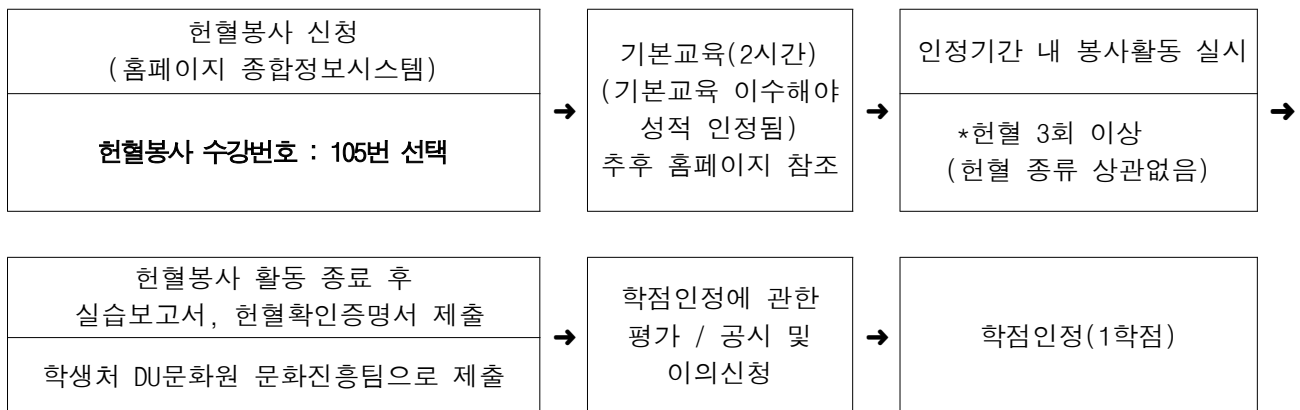 헌혈봉사 신청
(홈페이지 종합정보시스템)
헌혈봉사 수강번호 : 105번 선택
➜
기본교육(2시간)
(기본교육 이수해야
성적 인정됨)
추후 홈페이지 참조
➜
인정기간 내 봉사활동 실시
*헌혈 3회 이상
(헌혈 종류 상관없음)
➜
헌혈봉사 활동 종료 후
실습보고서, 헌혈확인증명서 제출
학생처 DU문화원 문화진흥팀으로 제출
➜
학점인정에 관한
평가 / 공시 및
이의신청
➜
학점인정(1학점)